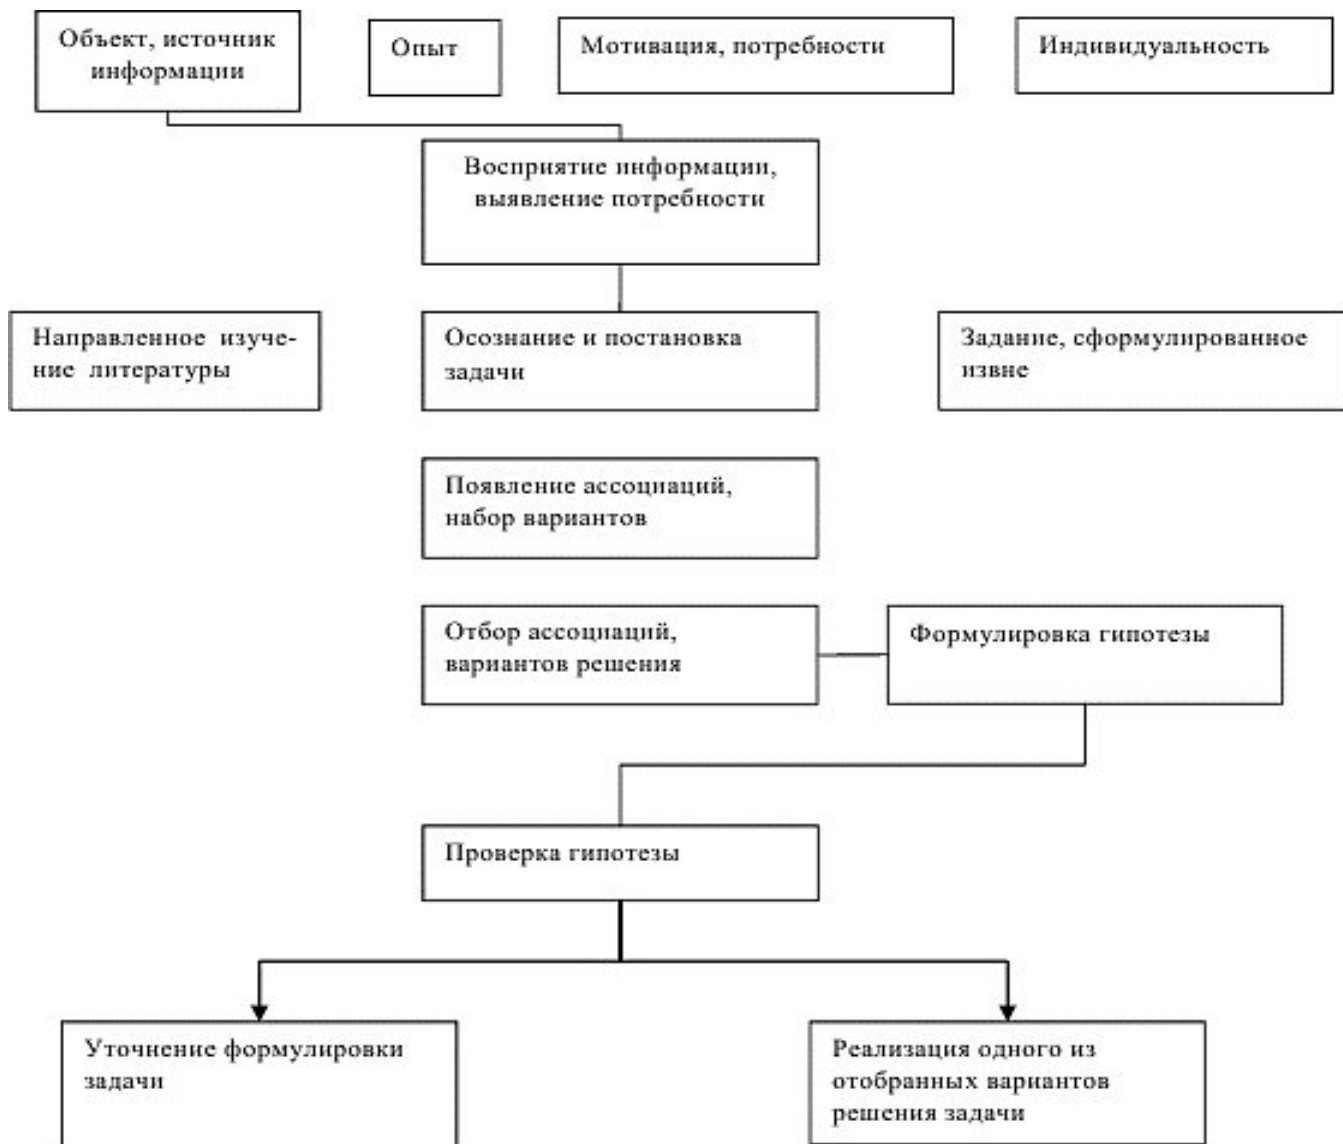 Объект, источник
информации
Опыт
Мотивация, потребности
Индивидуальность
Восприятие информации,
выявление потребности
Направленное изуче-
ние литературы
Осознание и постановка
задачи
Задание, сформулированное
извне
Появление ассоциаций,
набор вариантов
Отбор ассоциаций,
вариантов решения
Формулировка гипотезы
Проверка гипотезы
Уточнение формулировки
задачи
Реализация одного из
отобранных вариантов
решения задачи